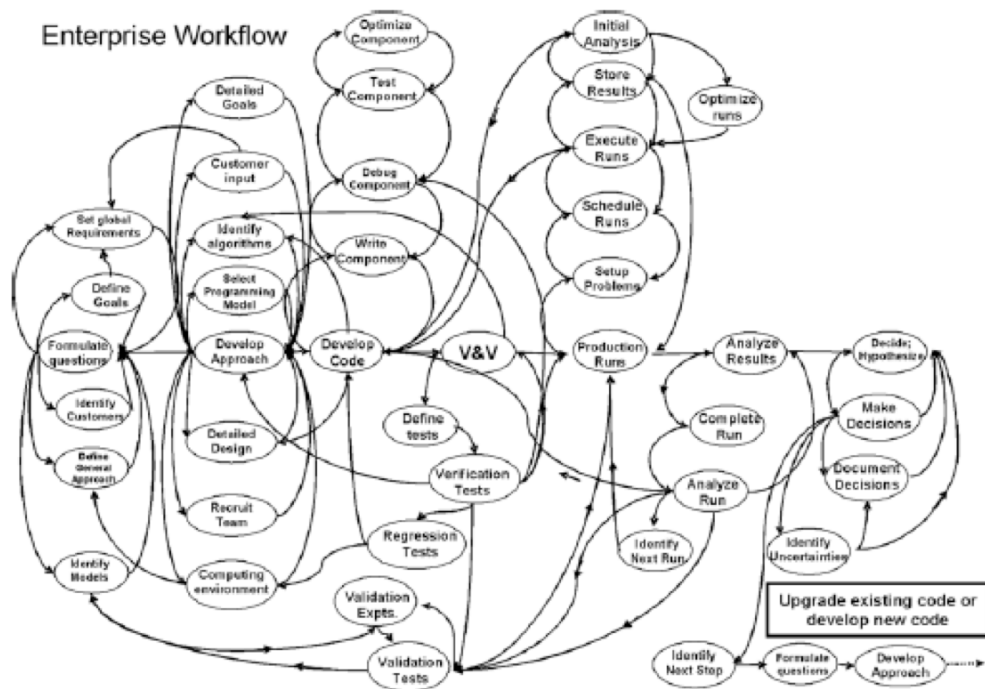 Enterprise Workflow
Optimize
Component
Test
Component
Debug
Component
Write
Component
Initial
Analysis
Store
Results
Optimize
runs
Execute
Runs
Schedule
Runs
Setup
Problems
Detailed
Goals
Customer
input
Identify
algorithms
Select
Programming
Model
Set global
Requirements
Define
Goals
Formulate
questions
Develop
Approach
Develop
Code
V&V
Production
Runs
Analyze
Results
Decide;
Hypothesize
Identify
Customers
Define
General
Approach
Identify
Models
Detailed
Design
Recruit
Team
Computing
environment
Define
tests
Verification
Tests
Regression
Tests
Validation
Expts.
Validation
Tests
Complete
Run
Analyze
Run
Identify
Next Run
Make
Decisions
Document
Decisions
Identify
Uncertainties
Upgrade existing code or
develop new code
Identify
Next Step
Formulate
questions
Develop
Approach